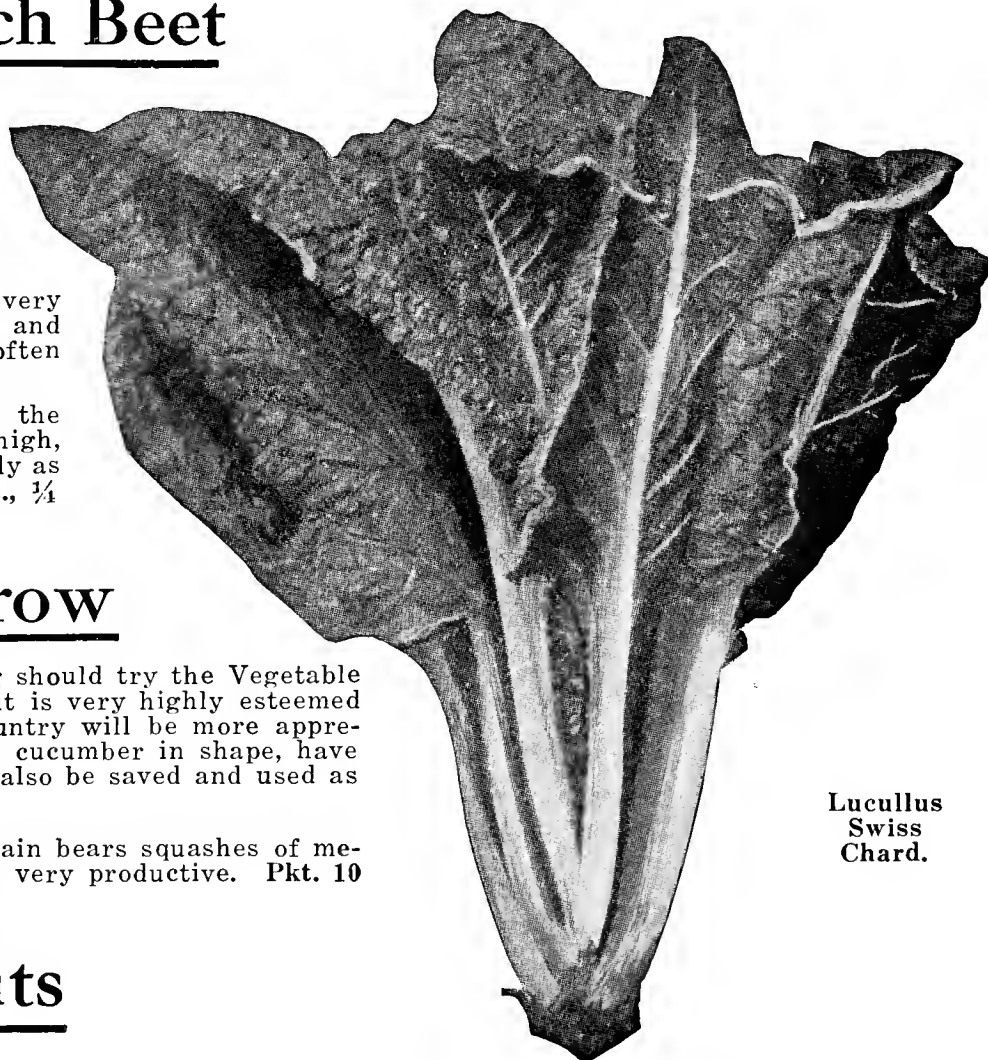 ch Beet
very
and
often
the
high,
ly as
., ¼
row
r should try the Vegetable
it is very highly esteemed
untry will be more appre-
cucumber in shape, have
also be saved and used as
ain bears squashes of me-
very productive. Pkt. 10
Lucullus
Swiss
Chard.
ts